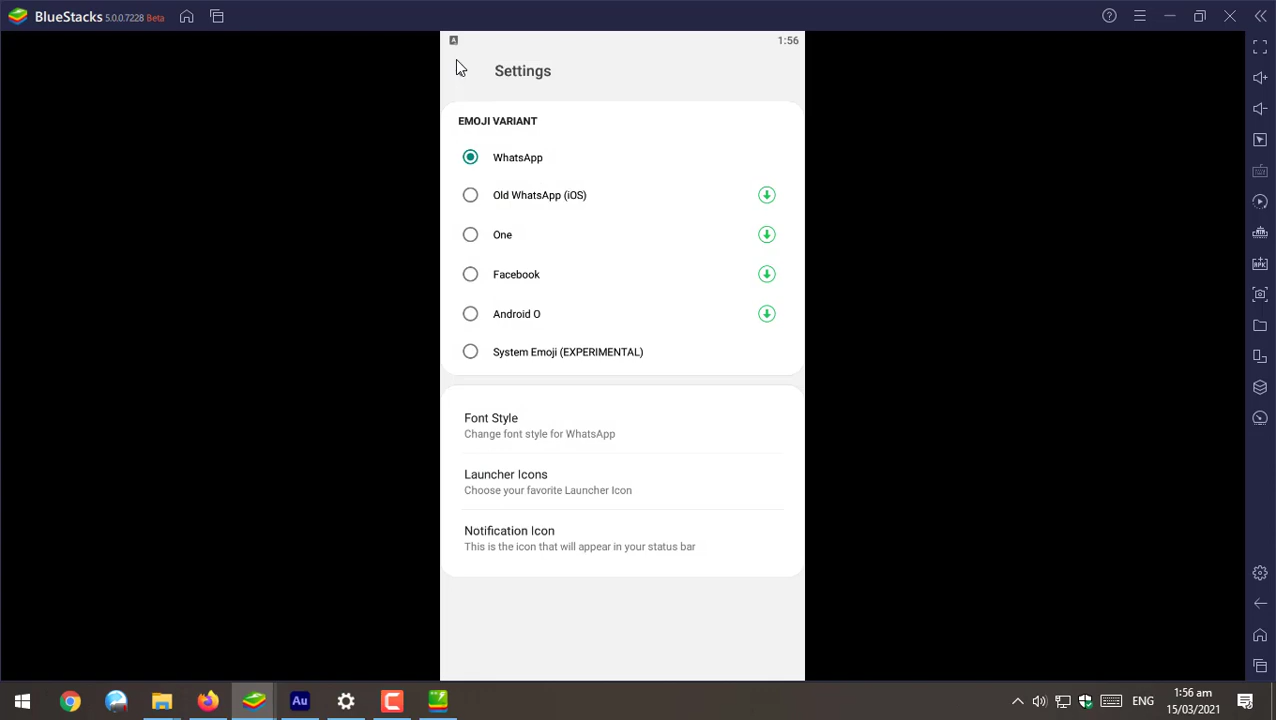 BlueStacks 5.0.0.7228 Beta
1:56
Settings
EMOJI VARIANT
WhatsApp
Old WhatsApp (iOS)
One
Facebook
Android O
System Emoji (EXPERIMENTAL)
Font Style
Change font style for WhatsApp
Launcher Icons
Choose your favorite Launcher Icon
Notification Icon
This is the icon that will appear in your status bar
Au
ENG
1:56 am
15/03/2021